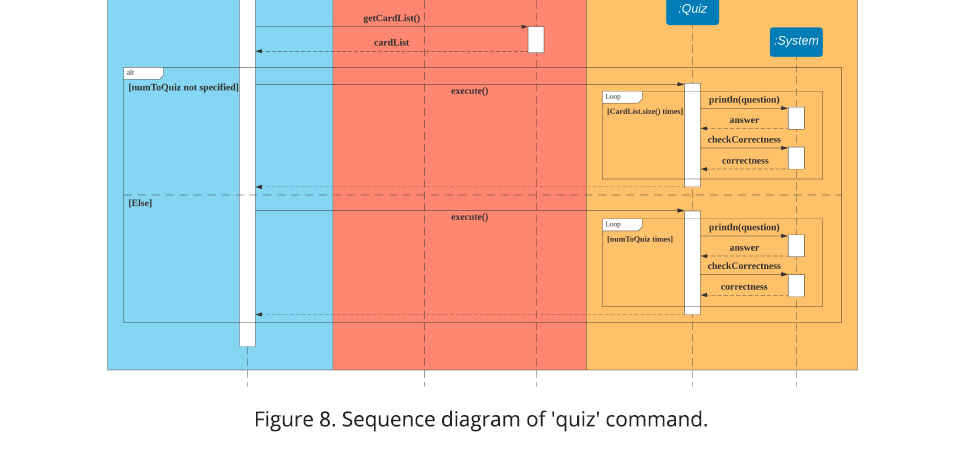 :Quiz
getCardList()
:System
cardList
alt
[numToQuiz not specified]
execute()
Loop
println(question)
[CardList.size() times]
answer
checkCorrectness
correctness
[Else]
execute()
Loop
println(question)
[numToQuiz times]
answer
checkCorrectness
correctness
Figure 8. Sequence diagram of 'quiz' command.